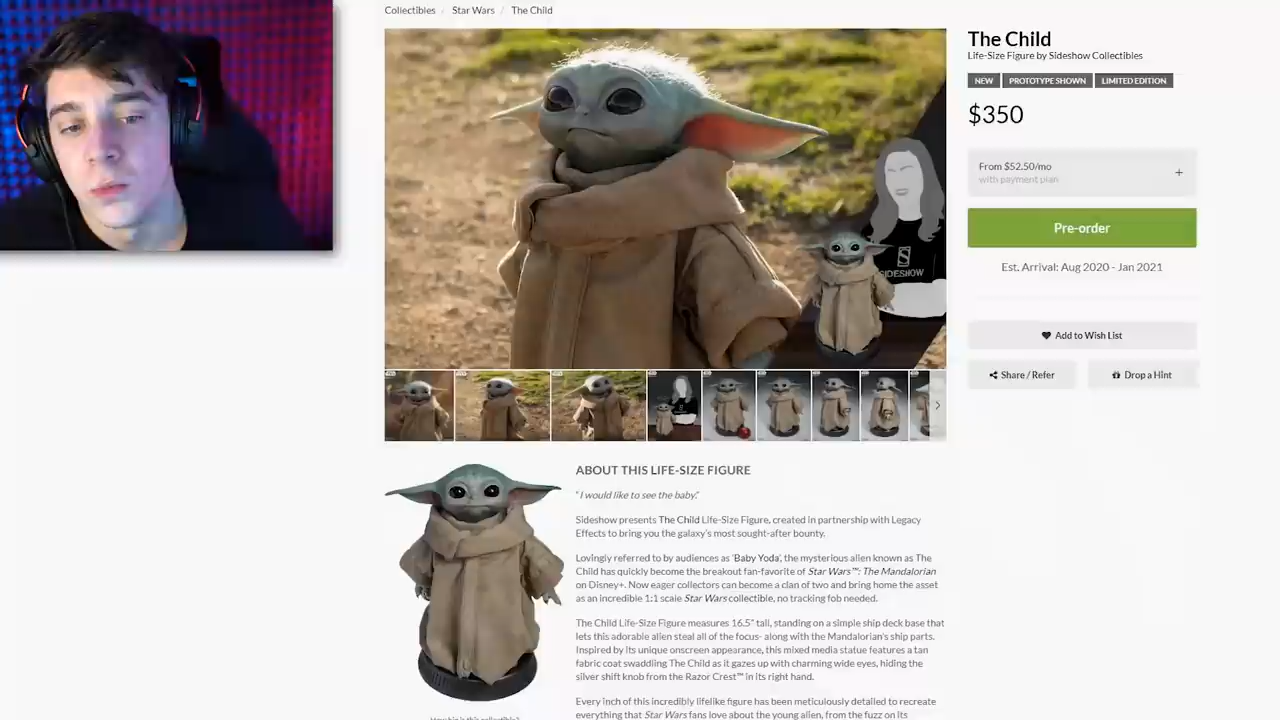 Collectibles / Star Wars / The Child
The Child
Life-Size Figure by Sideshow Collectibles
NEW PROTOTYPE SHOWN LIMITED EDITION
$350
From $52.50/mo +
with payment plan
Pre-order
Est. Arrival: Aug 2020 - Jan 2021
Add to Wish List
Share / Refer Drop a Hint
SIDESHOW
ABOUT THIS LIFE-SIZE FIGURE
"I would like to see the baby."
Sideshow presents The Child Life-Size Figure, created in partnership with Legacy
Effects to bring you the galaxy's most sought-after bounty.
Lovingly referred to by audiences as 'Baby Yoda', the mysterious alien known as The
Child has quickly become the breakout fan-favorite of Star Wars™: The Mandalorian
on Disney+. Now eager collectors can become a clan of two and bring home the asset
as an incredible 1:1 scale Star Wars collectible, no tracking fob needed.
The Child Life-Size Figure measures 16.5" tall, standing on a simple ship deck base that
lets this adorable alien steal all of the focus- along with the Mandalorian's ship parts.
Inspired by its unique onscreen appearance, this mixed media statue features a tan
fabric coat swaddling The Child as it gazes up with charming wide eyes, hiding the
silver shift knob from the Razor Crest™ in its right hand.
Every inch of this incredibly lifelike figure has been meticulously detailed to recreate
everything that Star Wars fans love about the young alien, from the fuzz on its
How big is this collectible?